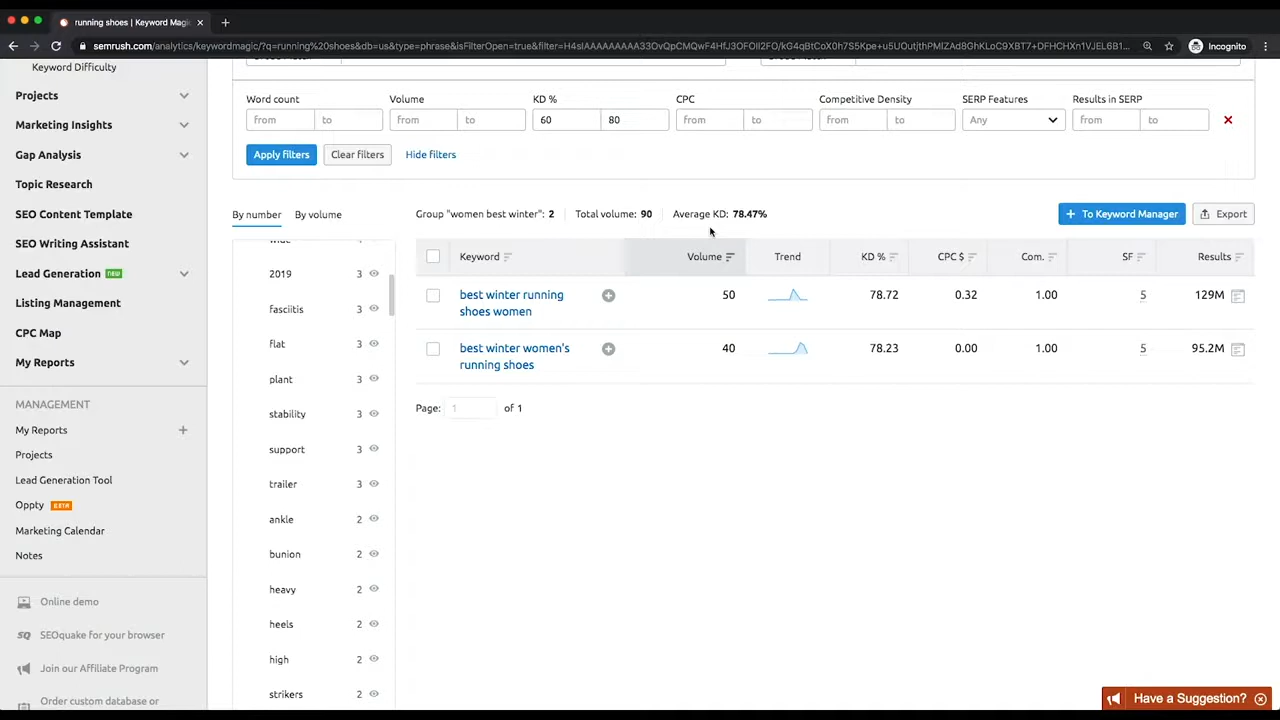 running shoes | Keyword Magic
semrush.com/analytics/keywordmagic/?q=running%20shoes&db=us&type=phrase&isFilterOpen=true&filter=
Incognito
Keyword Difficulty
Projects
Marketing Insights
Gap Analysis
Topic Research
SEO Content Template
SEO Writing Assistant
Lead Generation NEW
Listing Management
CPC Map
My Reports
MANAGEMENT
My Reports
Projects
Lead Generation Tool
Oppty BETA
Marketing Calendar
Notes
Online demo
SEOquake for your browser
Join our Affiliate Program
Order custom database or
Word count
Volume
KD %
CPC
Competitive Density
SERP Features
Results in SERP
from to
from to
60 80
from to
from to
Any
from to
Apply filters
Clear filters
Hide filters
By number
By volume
Group "women best winter": 2
Total volume: 90
Average KD: 78.47%
To Keyword Manager
Export
2019 3
fasciitis 3
flat 3
plant 3
stability 3
support 3
trailer 3
ankle 2
bunion 2
heavy 2
heels 2
high 2
strikers 2
Keyword Volume Trend KD % CPC $ Com. SF Results
best winter running 50 78.72 0.32 1.00 5 129M
shoes women
best winter women's 40 78.23 0.00 1.00 5 95.2M
running shoes
Page: 1 of 1
Have a Suggestion?